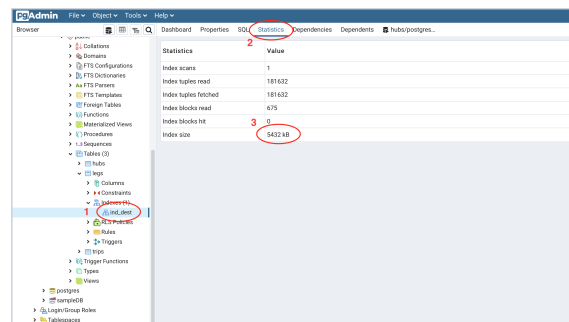 PgAdmin File Object Tools Help
Browser
Dashboard Properties SQL Statistics Dependencies Dependents hubs/postgres...
public
Collations
Domains
FTS Configurations
FTS Dictionaries
Aa FTS Parsers
FTS Templates
Foreign Tables
Functions
Materialized Views
Procedures
1..3 Sequences
Tables (3)
hubs
legs
Columns
Constraints
Indexes (1)
1 ind_dest
RLS Policies
Rules
Triggers
trips
Trigger Functions
Types
Views
postgres
sampleDB
Login/Group Roles
Tablespaces
2
Statistics Value
Index scans 1
Index tuples read 181632
Index tuples fetched 181632
Index blocks read 675
Index blocks hit 0
3
Index size 5432 kB